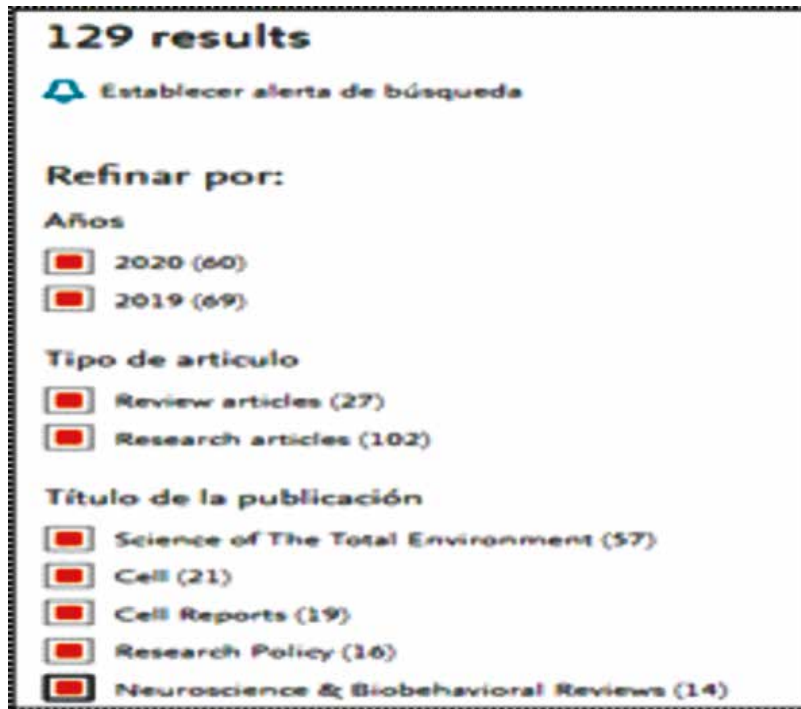 129 results
Establecer alerta de búsqueda
Refinar por:
Años
2020 (60)
2019 (69)
Tipo de articulo
Review articles (27)
Research articles (102)
Título de la publicación
Science of The Total Environment (57)
Cell (21)
Cell Reports (19)
Research Policy (16)
Neuroscience & Biobehavioral Reviews (14)